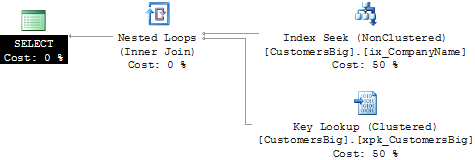 SELECT
Cost: 0 %
Nested Loops
(Inner Join)
Cost: 0 %
Index Seek (NonClustered)
[CustomersBig].[ix_CompanyName]
Cost: 50 %
Key Lookup (Clustered)
[CustomersBig].[xpk_CustomersBig]
Cost: 50 %